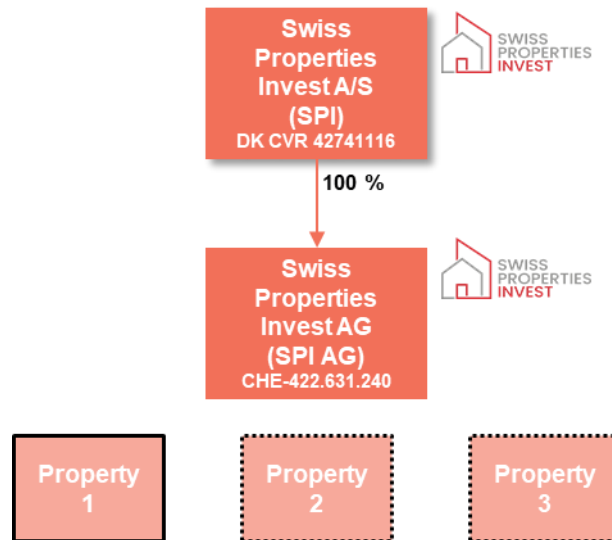 Swiss
Properties
Invest A/S
(SPI)
DK CVR 42741116
SWISS
PROPERTIES
INVEST
100 %
Swiss
Properties
Invest AG
(SPI AG)
CHE-422.631.240
SWISS
PROPERTIES
INVEST
Property
1
Property
2
Property
3